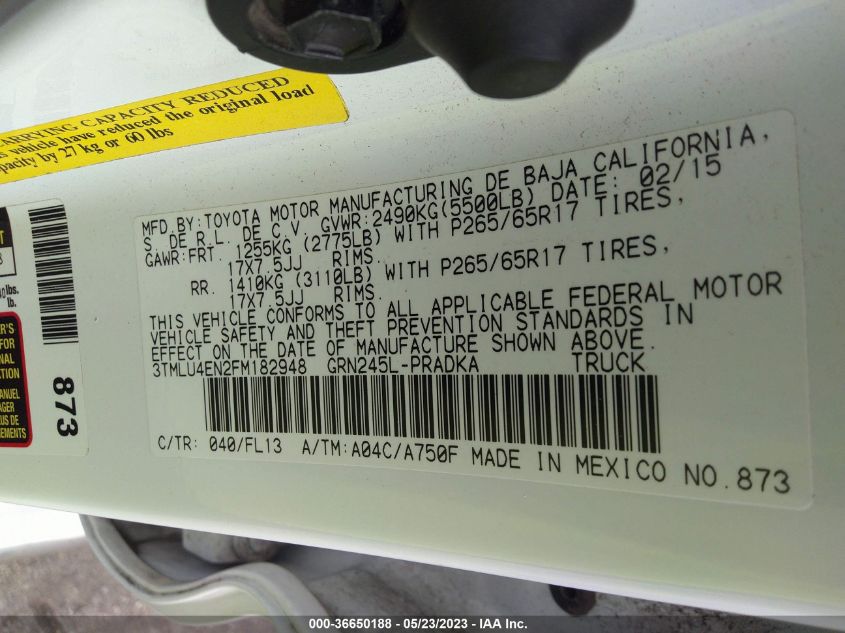 CARRYING CAPACITY REDUCED
vehicle have reduced the original load
by 27 kg or 60 lbs
MFD.BY:TOYOTA MOTOR MANUFACTURING DE BAJA CALIFORNIA,
S. DE R.L. DE C.V. GVWR:2490KG(5500LB) DATE: 02/15
GAWR:FRT. 1255KG (2775LB) WITH P265/65R17 TIRES,
17X7.5JJ RIMS.
RR. 1410KG (3110LB) WITH P265/65R17 TIRES,
17X7.5JJ RIMS.
THIS VEHICLE CONFORMS TO ALL APPLICABLE FEDERAL MOTOR
VEHICLE SAFETY AND THEFT PREVENTION STANDARDS IN
EFFECT ON THE DATE OF MANUFACTURE SHOWN ABOVE.
3TMLU4EN2FM182948 GRN245L-PRADKA TRUCK
C/TR: 040/FL13 A/TM:A04C/A750F MADE IN MEXICO NO.873
lbs.
lb.
FOR
873
000-36650188 - 05/23/2023 - IAA Inc.